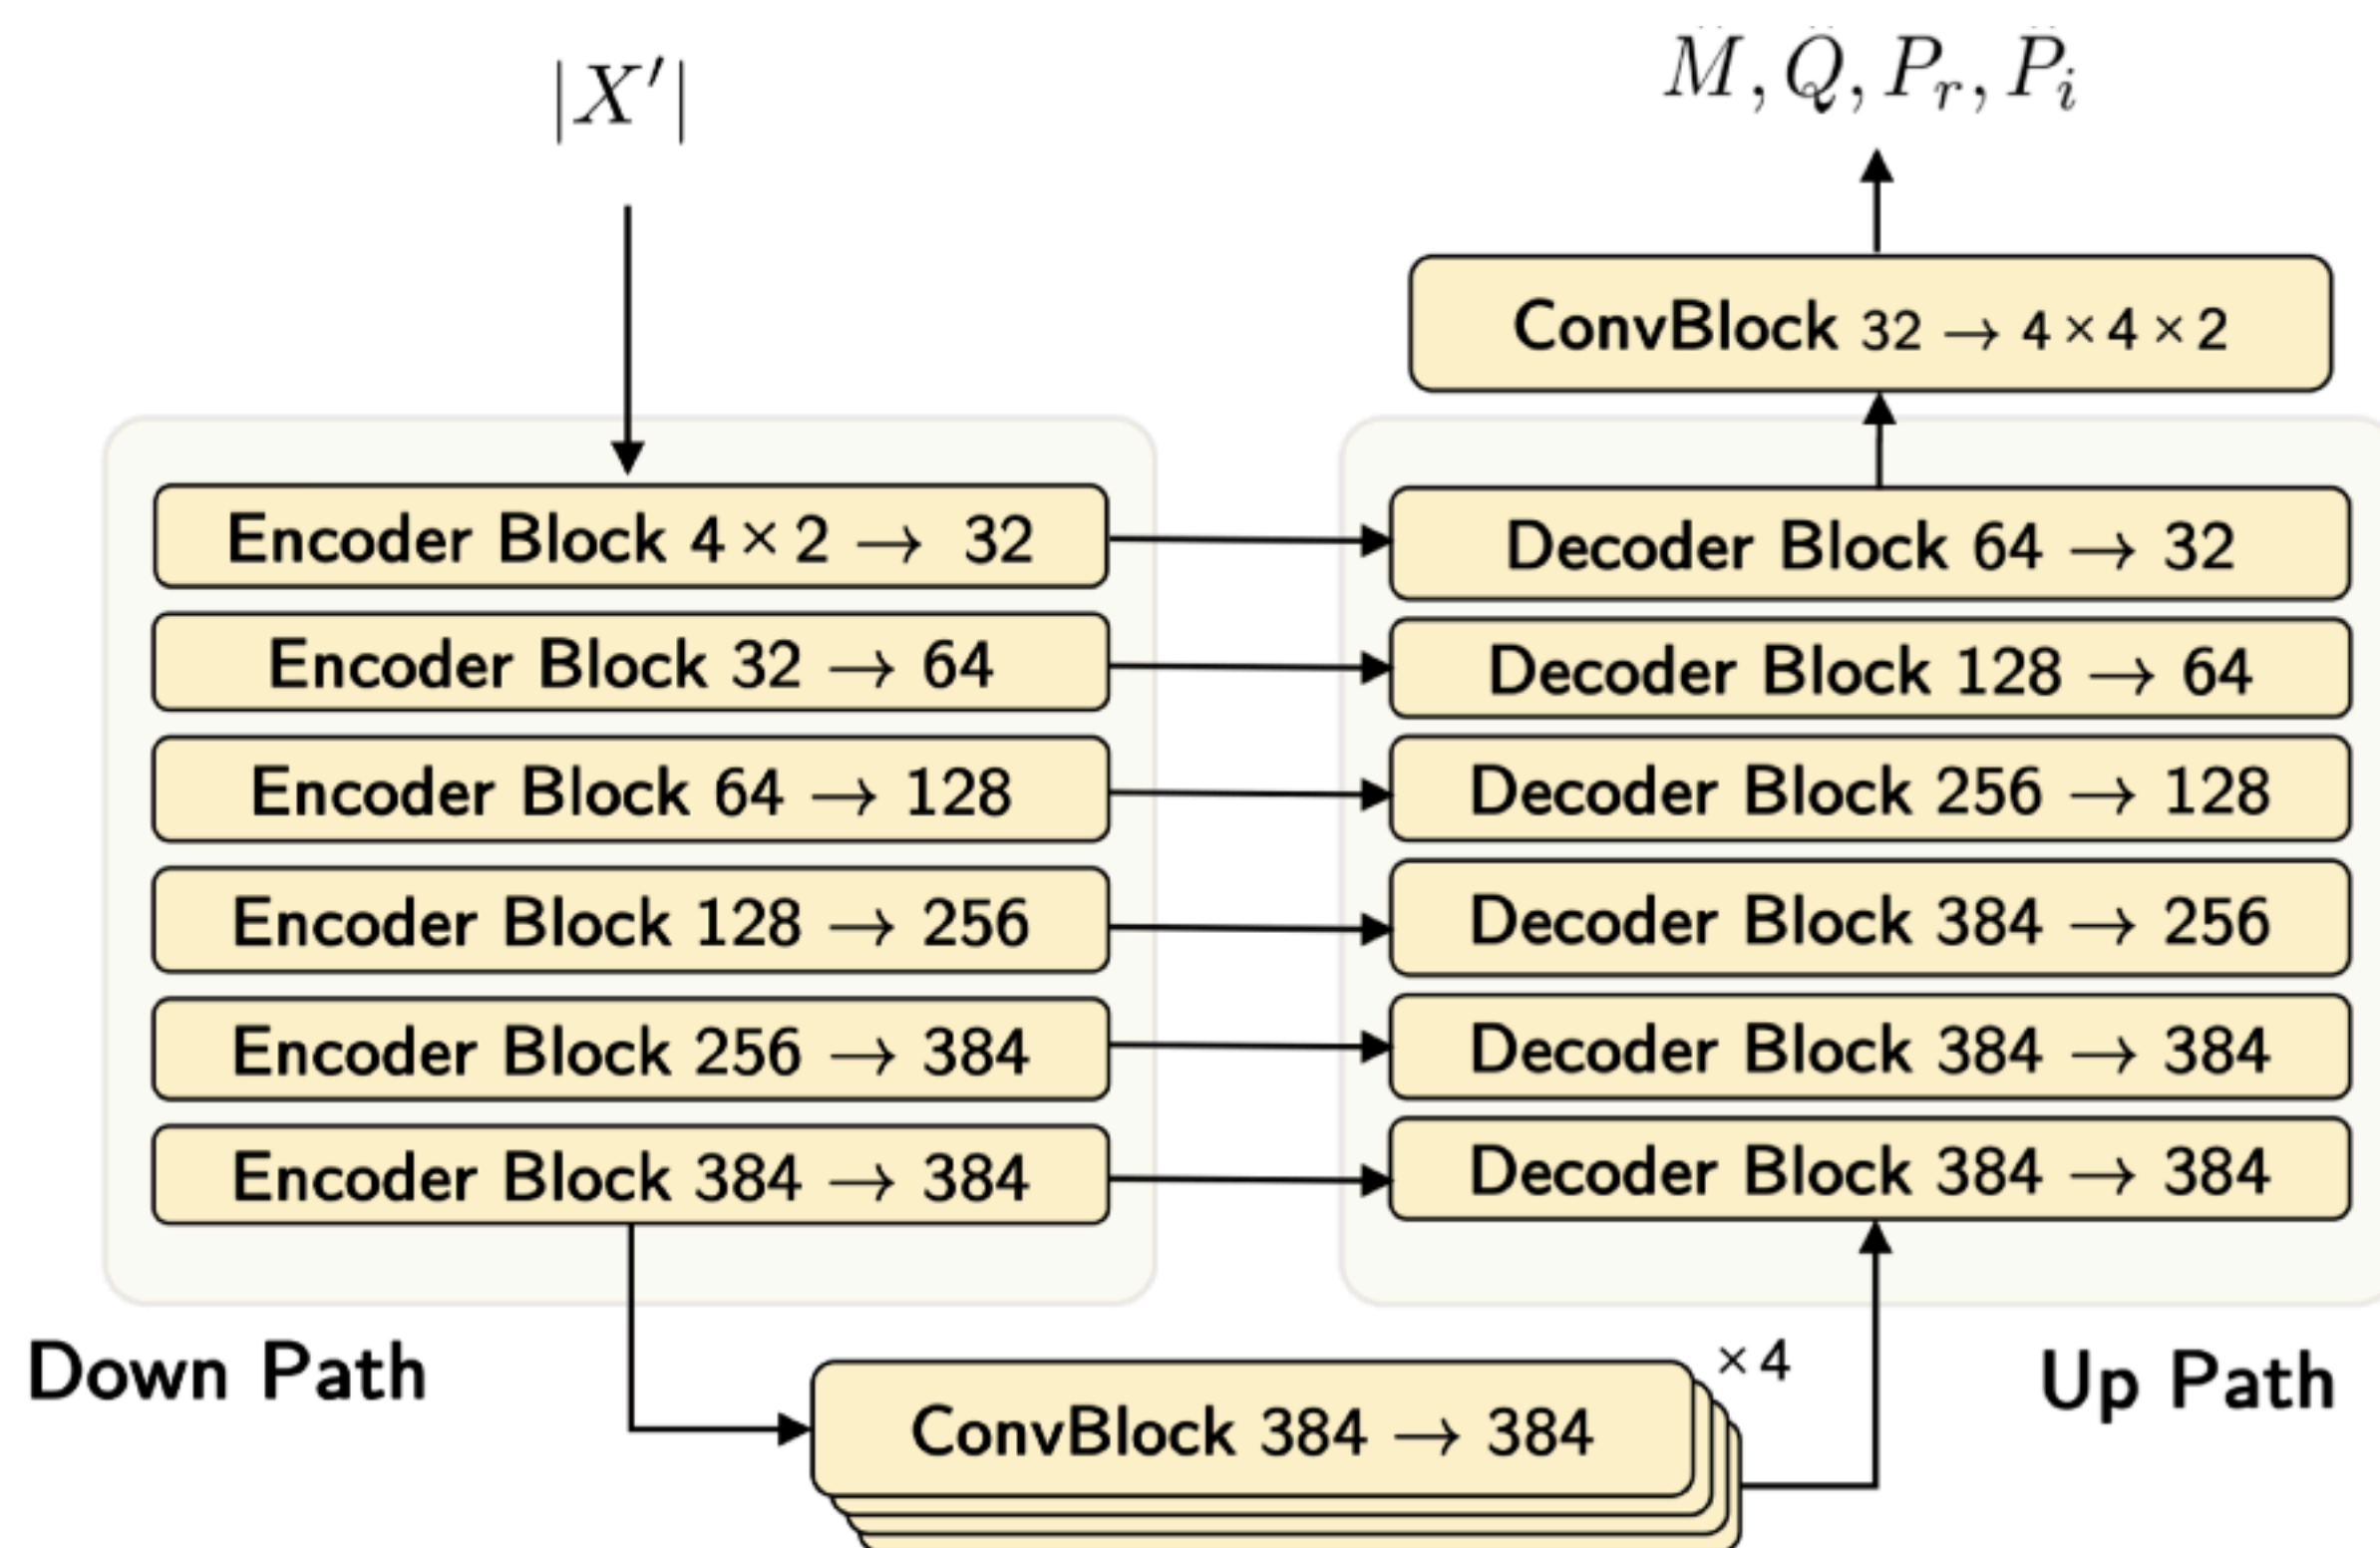 |X′|
M̈, Q̈, P̈r, P̈i
ConvBlock 32 → 4 × 4 × 2
Encoder Block 4 × 2 → 32
Encoder Block 32 → 64
Encoder Block 64 → 128
Encoder Block 128 → 256
Encoder Block 256 → 384
Encoder Block 384 → 384
Down Path
ConvBlock 384 → 384
× 4
Decoder Block 64 → 32
Decoder Block 128 → 64
Decoder Block 256 → 128
Decoder Block 384 → 256
Decoder Block 384 → 384
Decoder Block 384 → 384
Up Path